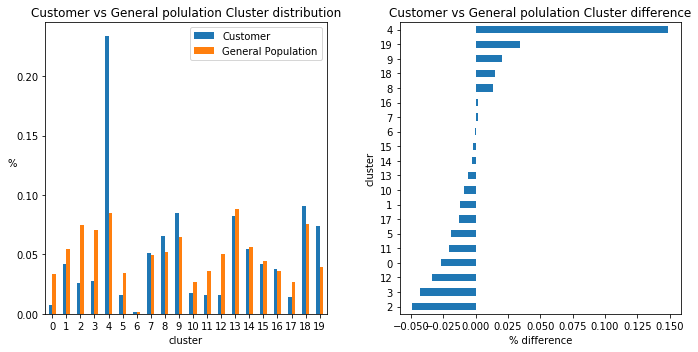 Customer vs General polulation Cluster distribution
Customer
General Population
0.20
0.15
%
0.10
0.05
0.00
0 1 2 3 4 5 6 7 8 9 10 11 12 13 14 15 16 17 18 19
cluster
Customer vs General polulation Cluster difference
4
19
9
18
8
16
7
6
15
14
13
10
1
17
5
11
0
12
3
2
cluster
−0.050 −0.025 0.000 0.025 0.050 0.075 0.100 0.125 0.150
% difference